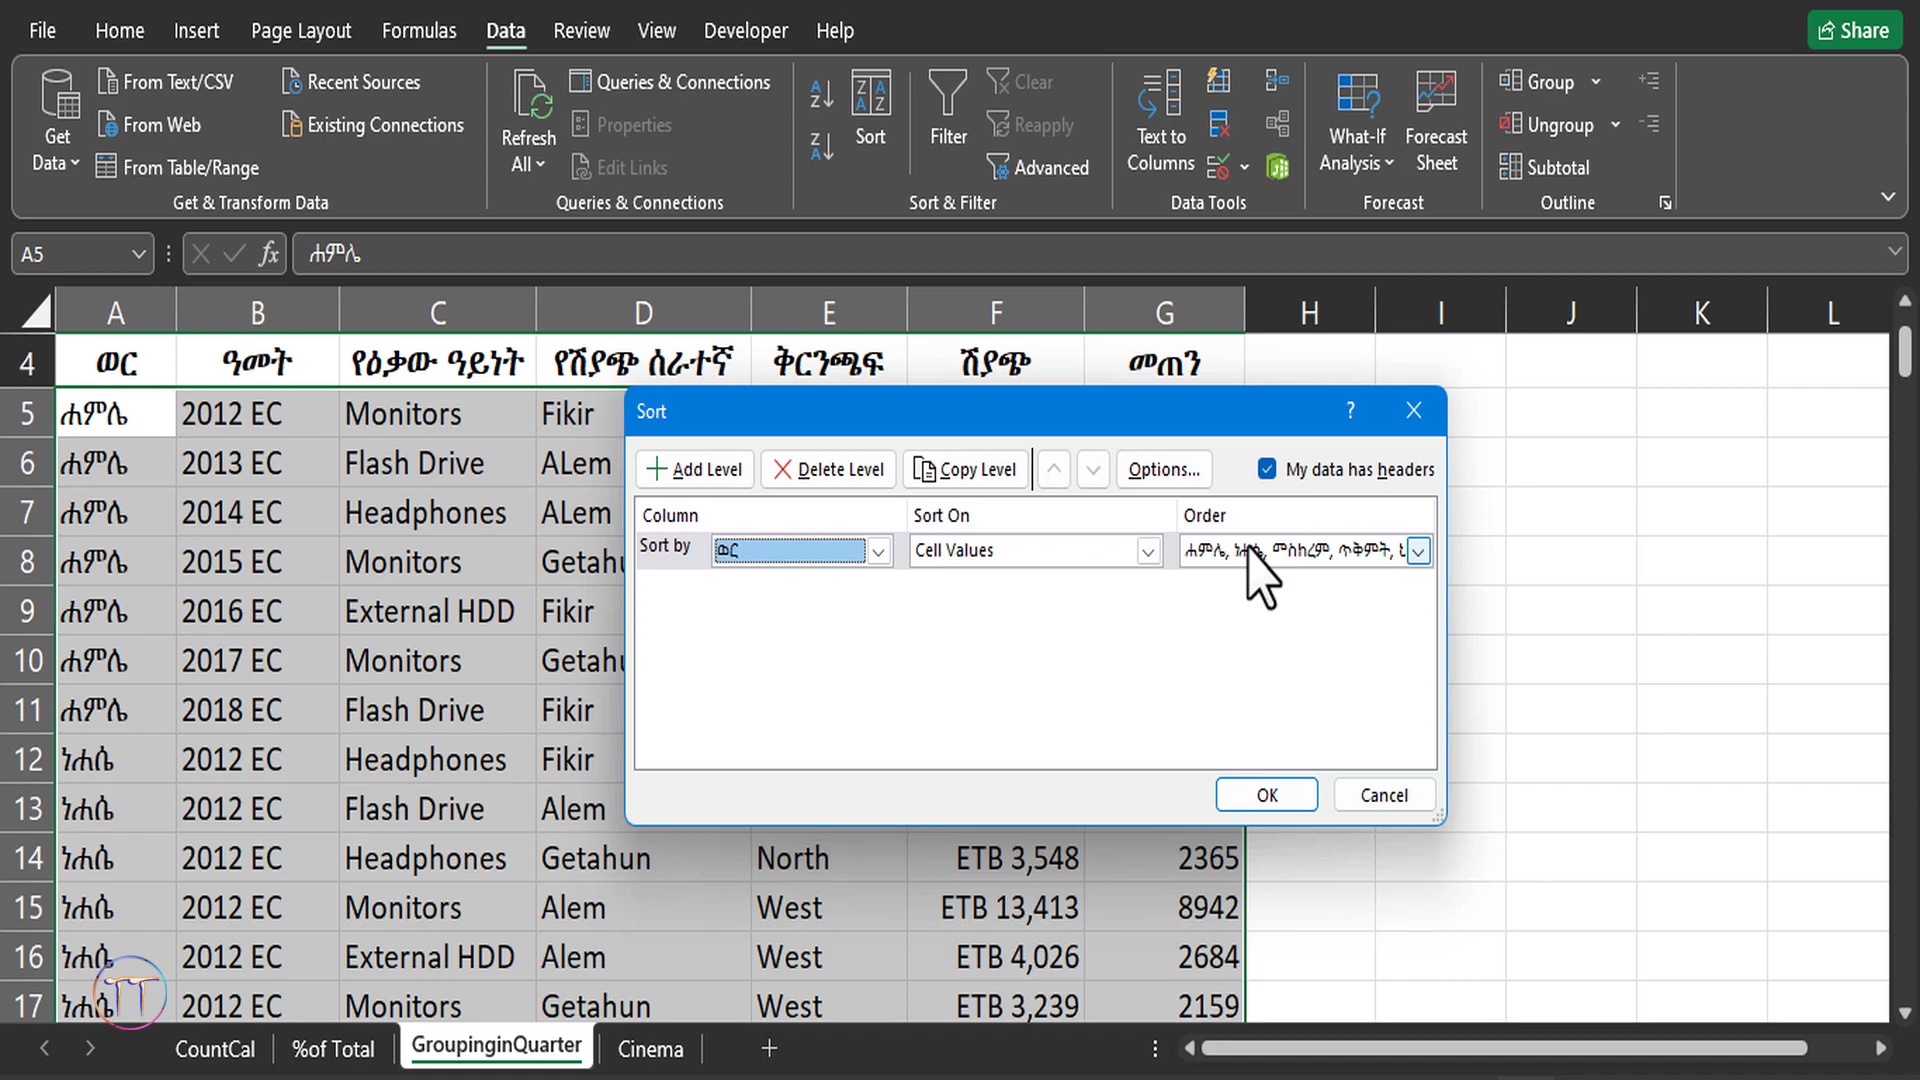 File Home Insert Page Layout Formulas Data Review View Developer Help Share
Get Data From Text/CSV From Web From Table/Range Recent Sources Existing Connections
Get & Transform Data
Refresh All Queries & Connections Properties Edit Links
Queries & Connections
Sort Filter Clear Reapply Advanced
Sort & Filter
Text to Columns
Data Tools
What-If Analysis Forecast Sheet
Forecast
Group Ungroup Subtotal
Outline
A5 fx ሐምሌ
A B C D E F G H I J K L
4 ወር ዓመት የዕቃው ዓይነት የሽያጭ ሰራተኛ ቅርንጫፍ ሽያጭ መጠን
5 ሐምሌ 2012 EC Monitors Fikir
6 ሐምሌ 2013 EC Flash Drive ALem
7 ሐምሌ 2014 EC Headphones ALem
8 ሐምሌ 2015 EC Monitors
9 ሐምሌ 2016 EC External HDD Fikir
10 ሐምሌ 2017 EC Monitors
11 ሐምሌ 2018 EC Flash Drive Fikir
12 ነሐሴ 2012 EC Headphones Fikir
13 ነሐሴ 2012 EC Flash Drive Alem
14 ነሐሴ 2012 EC Headphones Getahun North ETB 3,548 2365
15 ነሐሴ 2012 EC Monitors Alem West ETB 13,413 8942
16 ነሐሴ 2012 EC External HDD Alem West ETB 4,026 2684
17 ነሐሴ 2012 EC Monitors Getahun West ETB 3,239 2159
Sort ?
Add Level Delete Level Copy Level Options... My data has headers
Column Sort On Order
Sort by ወር Cell Values ሐምሌ, ነሐሴ, መስከረም, ጥቅምት,
OK Cancel
TT
CountCal %of Total GroupinginQuarter Cinema